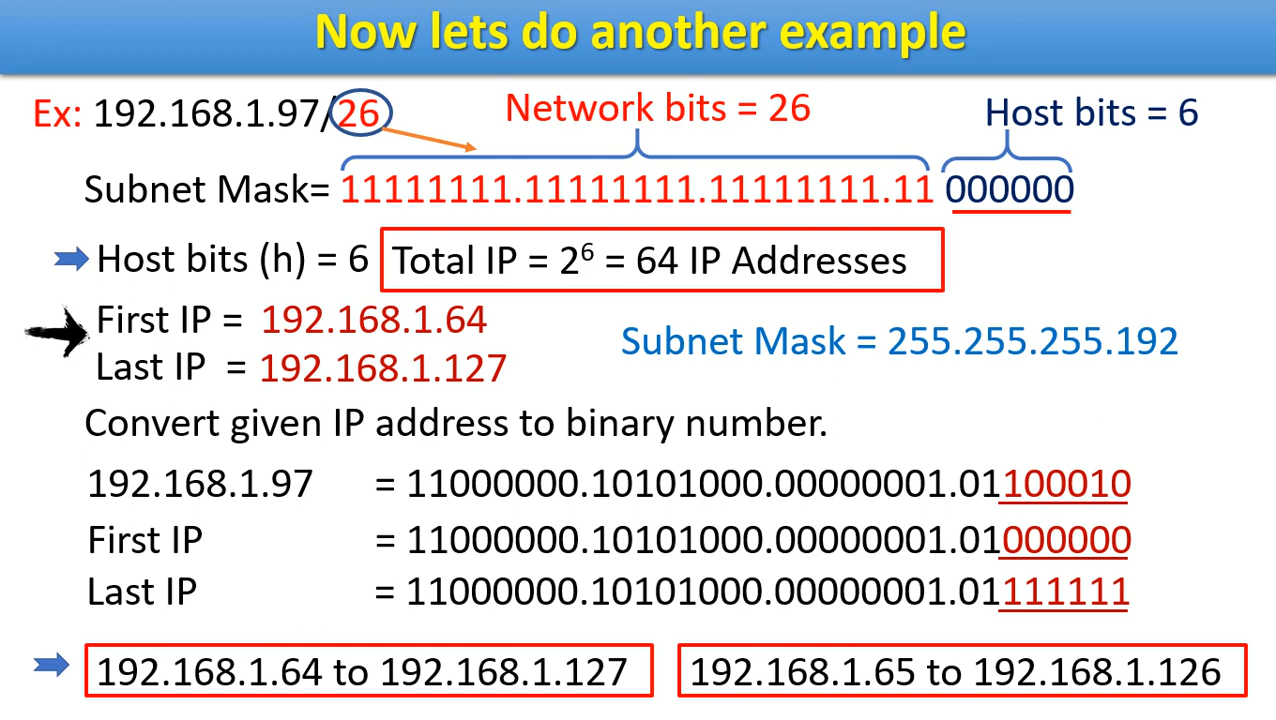 Now lets do another example
Ex: 192.168.1.97/26
Network bits = 26
Host bits = 6
Subnet Mask= 11111111.11111111.11111111.11 000000
Host bits (h) = 6
Total IP = 2⁶ = 64 IP Addresses
First IP = 192.168.1.64
Last IP = 192.168.1.127
Subnet Mask = 255.255.255.192
Convert given IP address to binary number.
192.168.1.97 = 11000000.10101000.00000001.01100010
First IP = 11000000.10101000.00000001.01000000
Last IP = 11000000.10101000.00000001.01111111
192.168.1.64 to 192.168.1.127
192.168.1.65 to 192.168.1.126